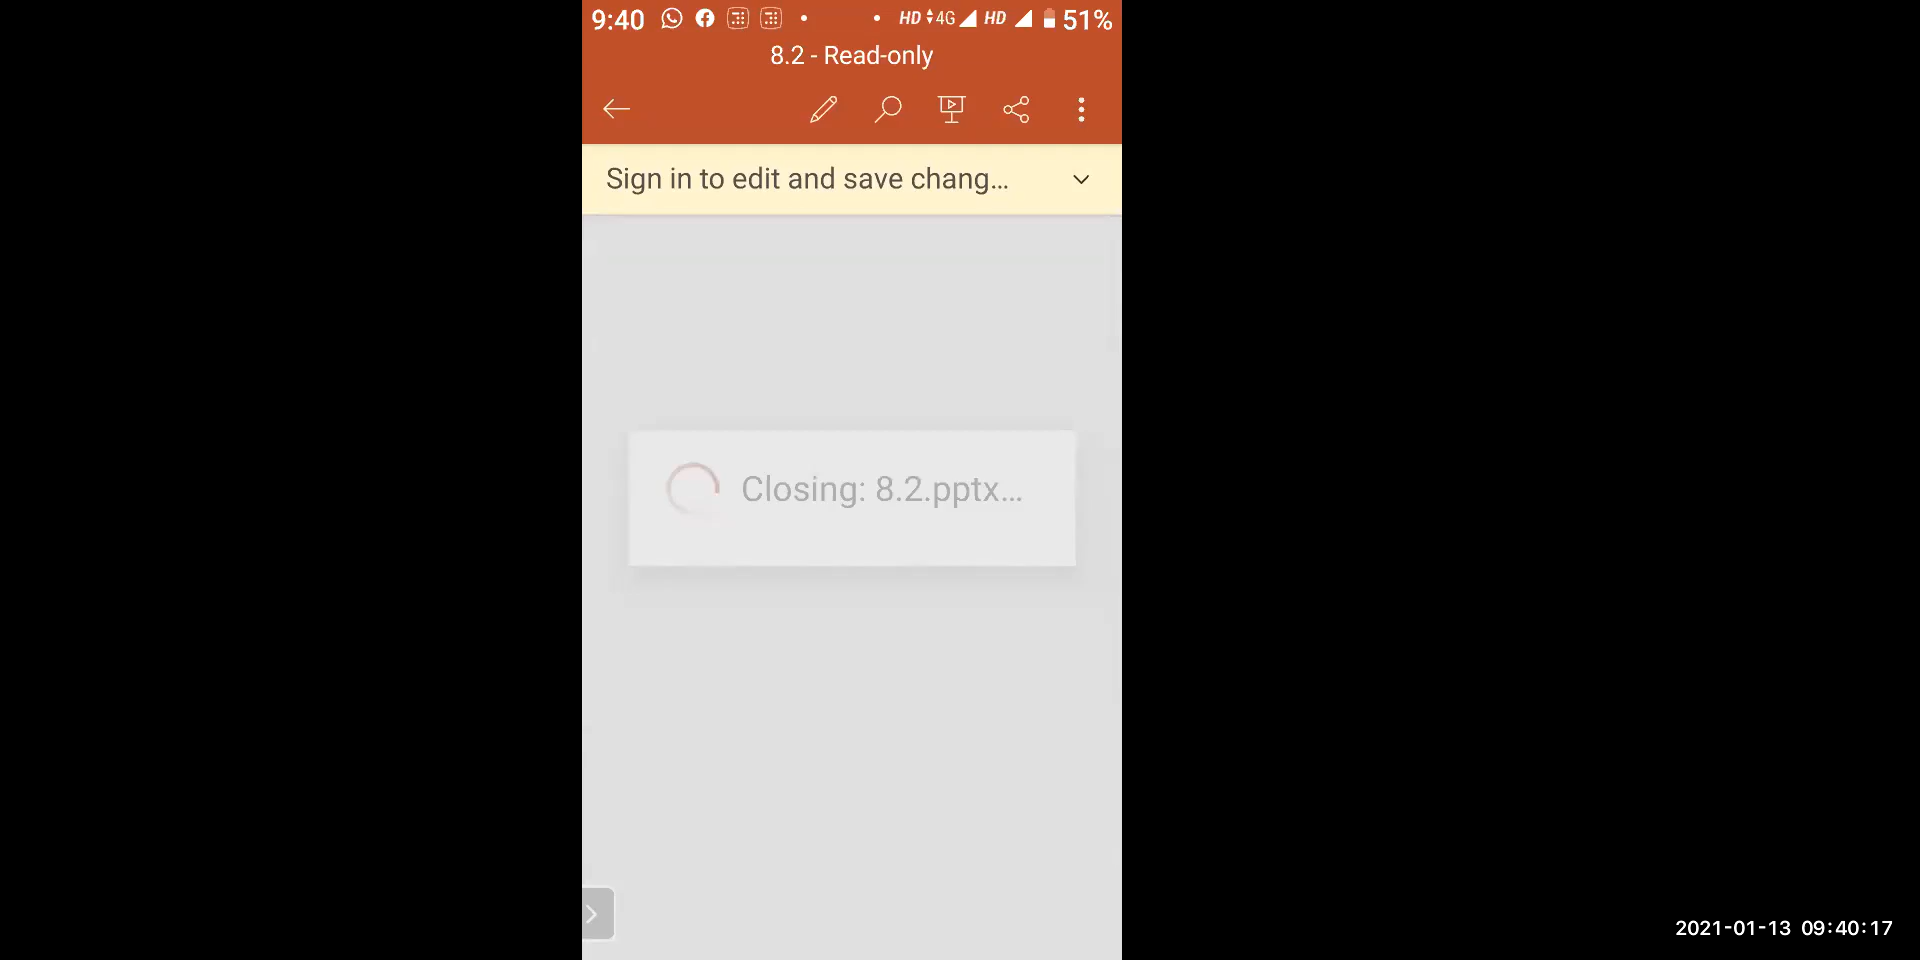 9:40 HD 4G HD 51%
8.2 - Read-only
Sign in to edit and save chang...
Closing: 8.2.pptx...
2021-01-13 09:40:17